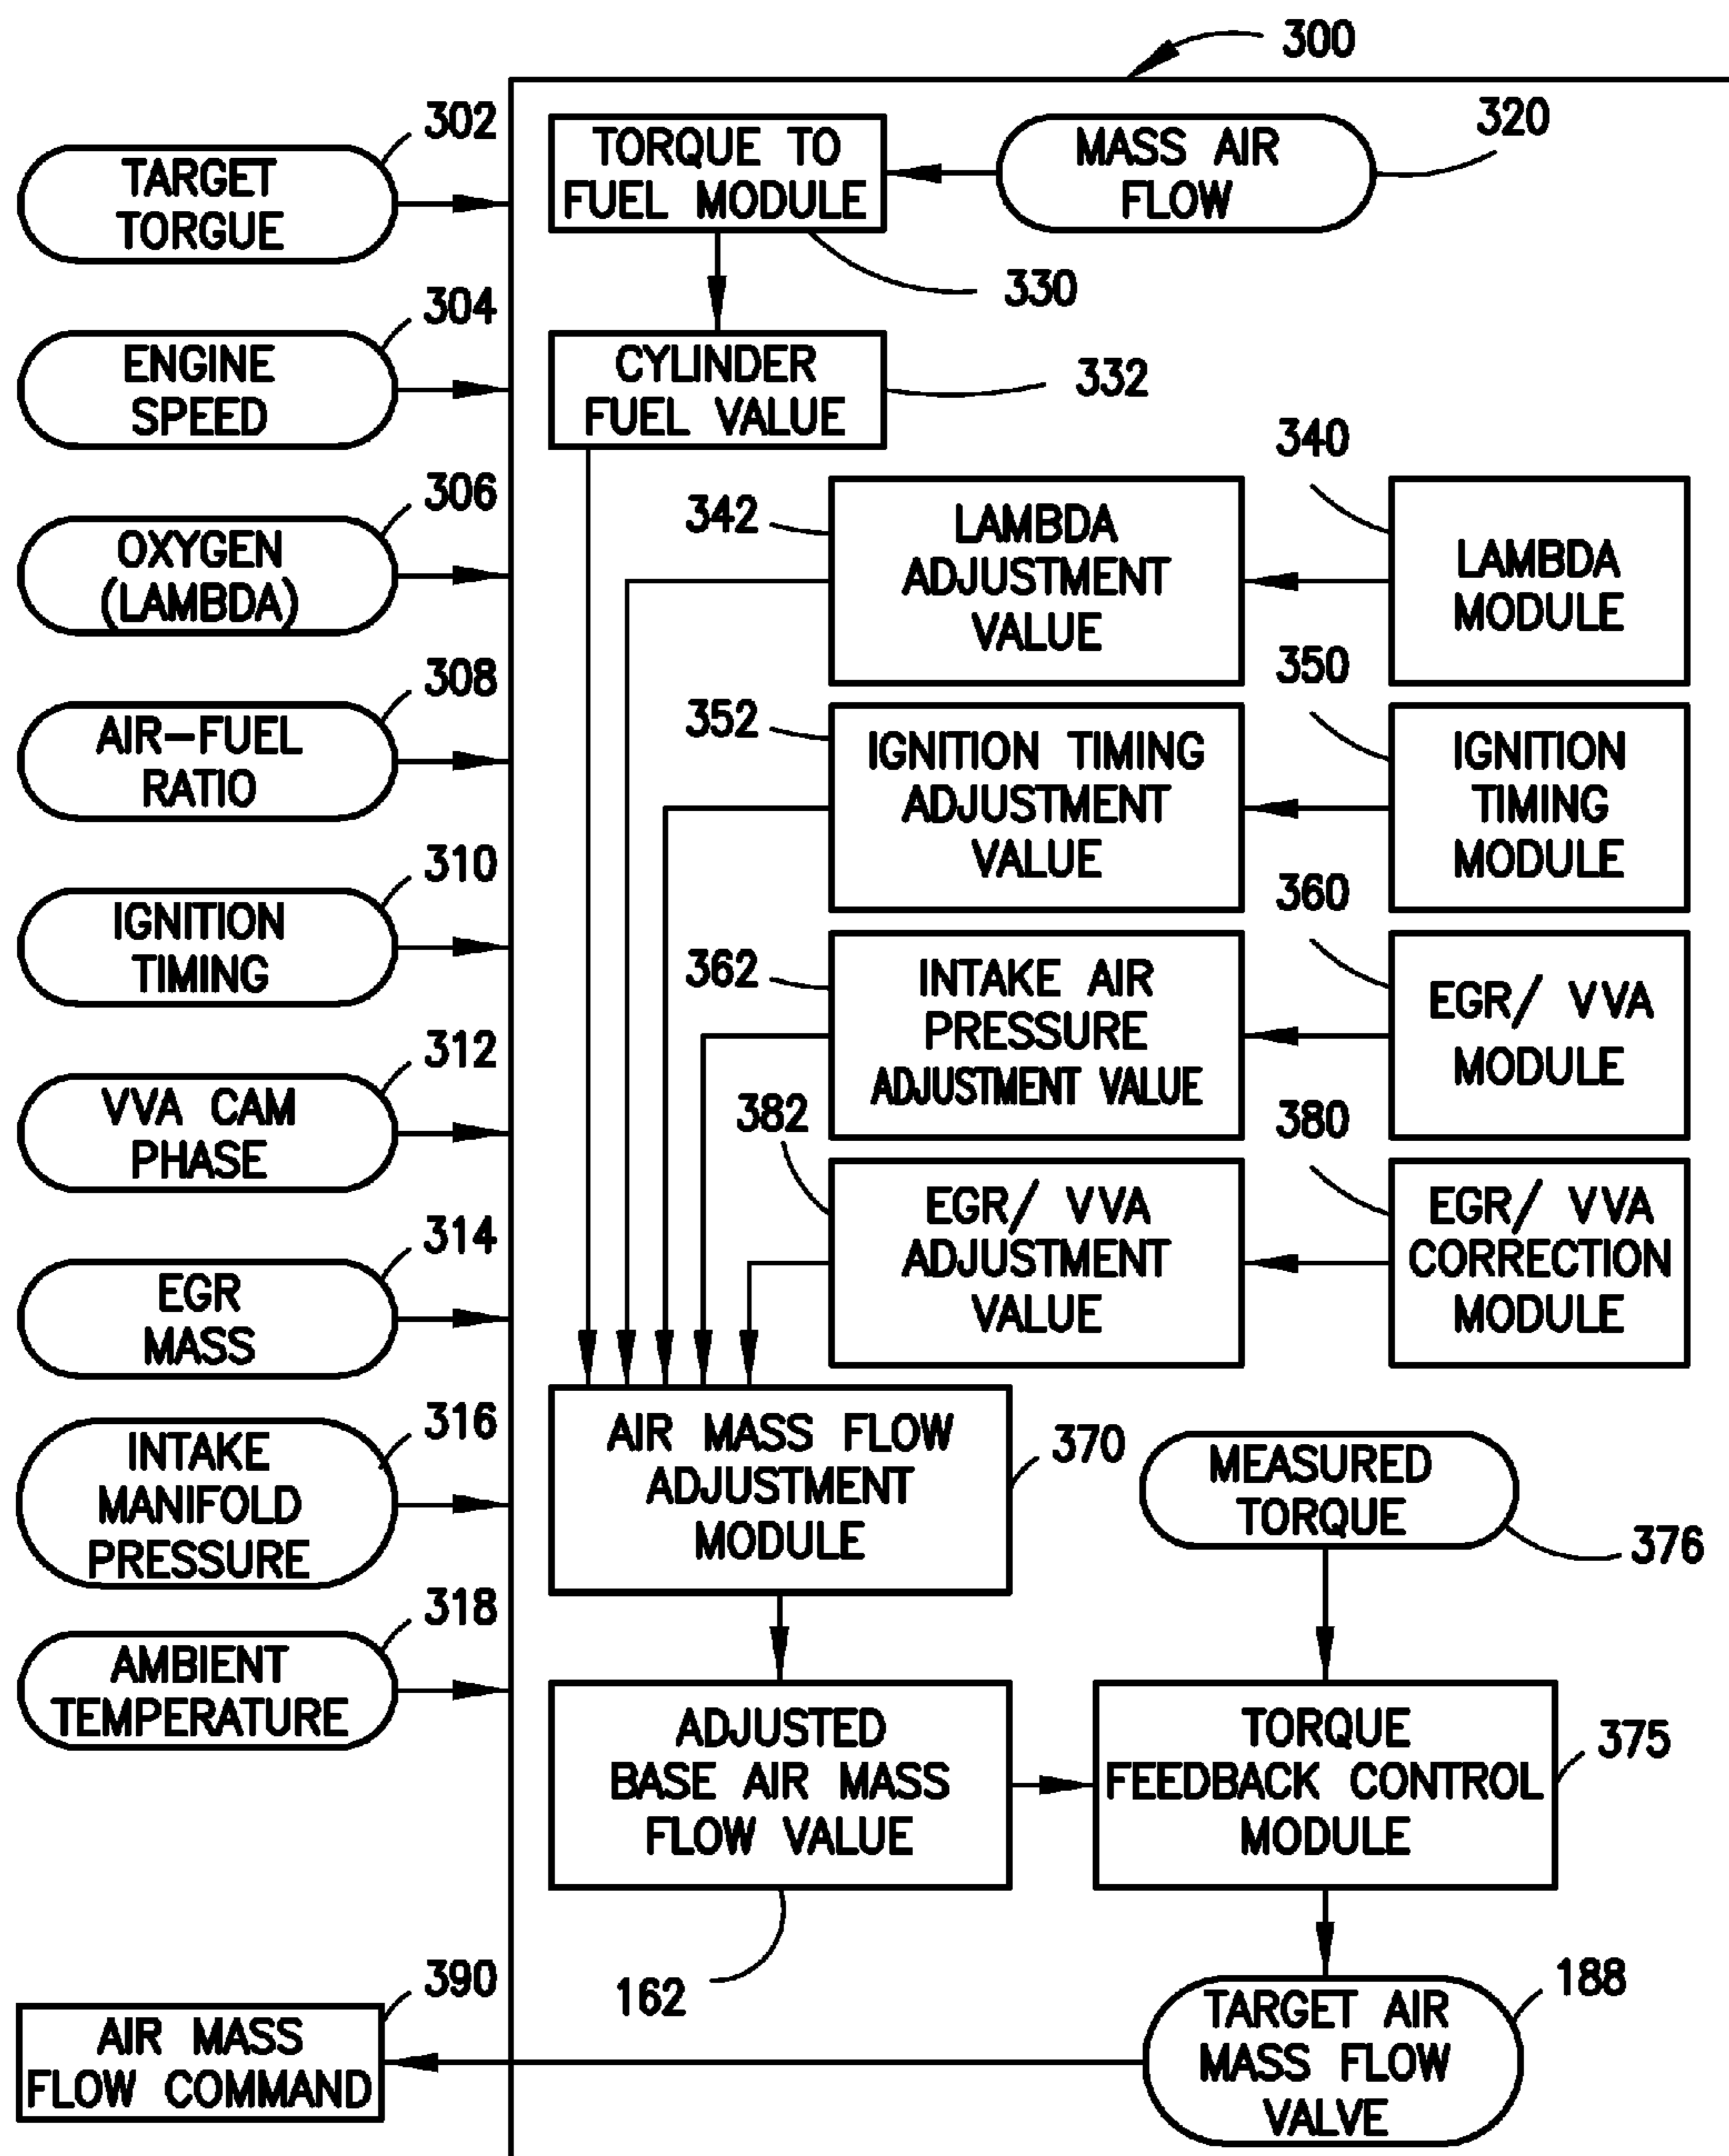 300
302
TARGET
TORGUE
304
ENGINE
SPEED
306
OXYGEN
(LAMBDA)
308
AIR-FUEL
RATIO
310
IGNITION
TIMING
312
VVA CAM
PHASE
314
EGR
MASS
316
INTAKE
MANIFOLD
PRESSURE
318
AMBIENT
TEMPERATURE
390
AIR MASS
FLOW COMMAND
TORQUE TO
FUEL MODULE
330
MASS AIR
FLOW
320
CYLINDER
FUEL VALUE
332
342
LAMBDA
ADJUSTMENT
VALUE
340
LAMBDA
MODULE
352
IGNITION TIMING
ADJUSTMENT
VALUE
350
IGNITION
TIMING
MODULE
362
INTAKE AIR
PRESSURE
ADJUSTMENT VALUE
360
EGR/ VVA
MODULE
382
EGR/ VVA
ADJUSTMENT
VALUE
380
EGR/ VVA
CORRECTION
MODULE
AIR MASS FLOW
ADJUSTMENT
MODULE
370
MEASURED
TORQUE
376
ADJUSTED
BASE AIR MASS
FLOW VALUE
162
TORQUE
FEEDBACK CONTROL
MODULE
375
188
TARGET AIR
MASS FLOW
VALVE